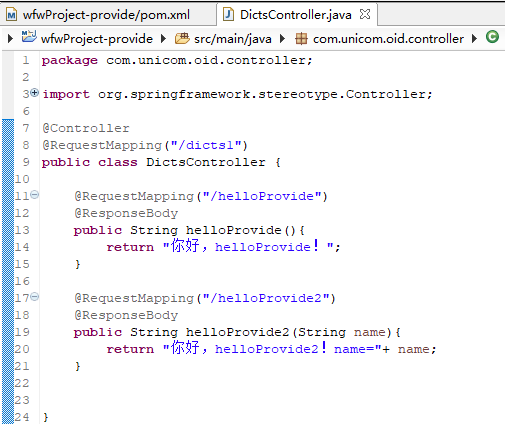 wfwProject-provide/pom.xml DictsController.java
wfwProject-provide src/main/java com.unicom.oid.controller
1 package com.unicom.oid.controller;
2
3 import org.springframework.stereotype.Controller;
6
7 @Controller
8 @RequestMapping("/dicts1")
9 public class DictsController {
10
11 @RequestMapping("/helloProvide")
12 @ResponseBody
13 public String helloProvide(){
14 return "你好，helloProvide！";
15 }
16
17 @RequestMapping("/helloProvide2")
18 @ResponseBody
19 public String helloProvide2(String name){
20 return "你好，helloProvide2！name="+ name;
21 }
22
23
24 }